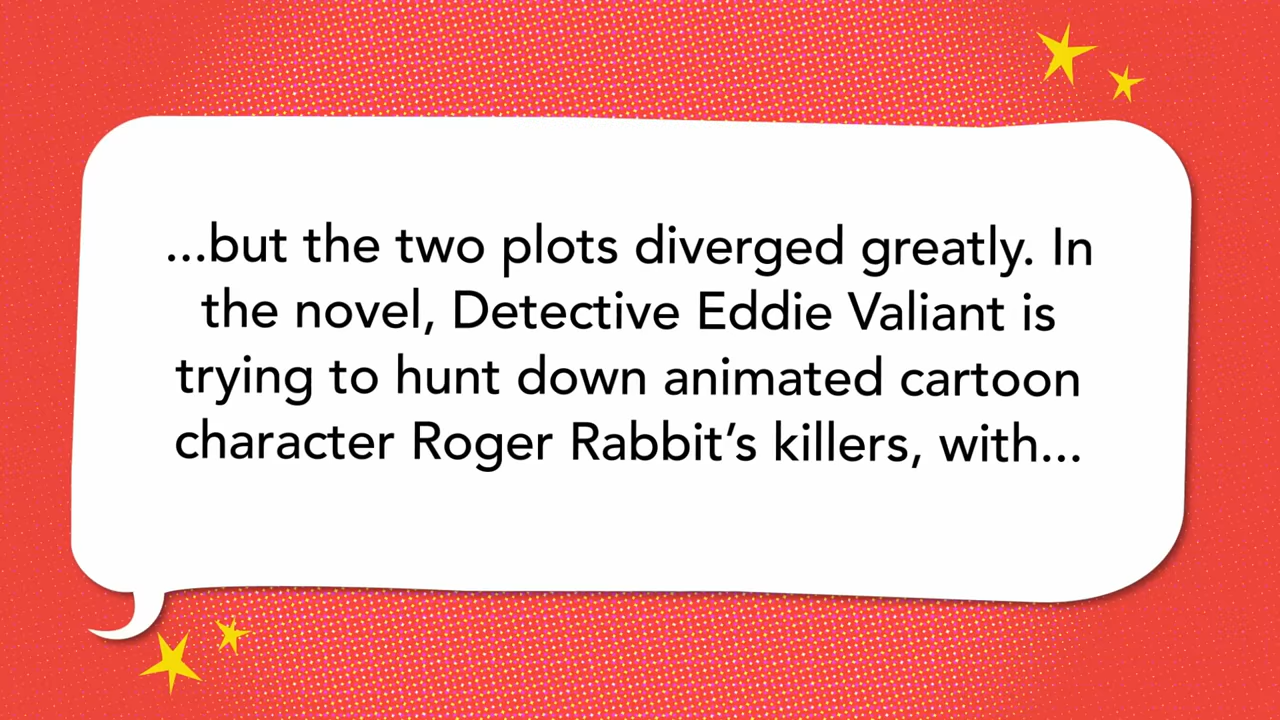 ...but the two plots diverged greatly. In
the novel, Detective Eddie Valiant is
trying to hunt down animated cartoon
character Roger Rabbit’s killers, with...